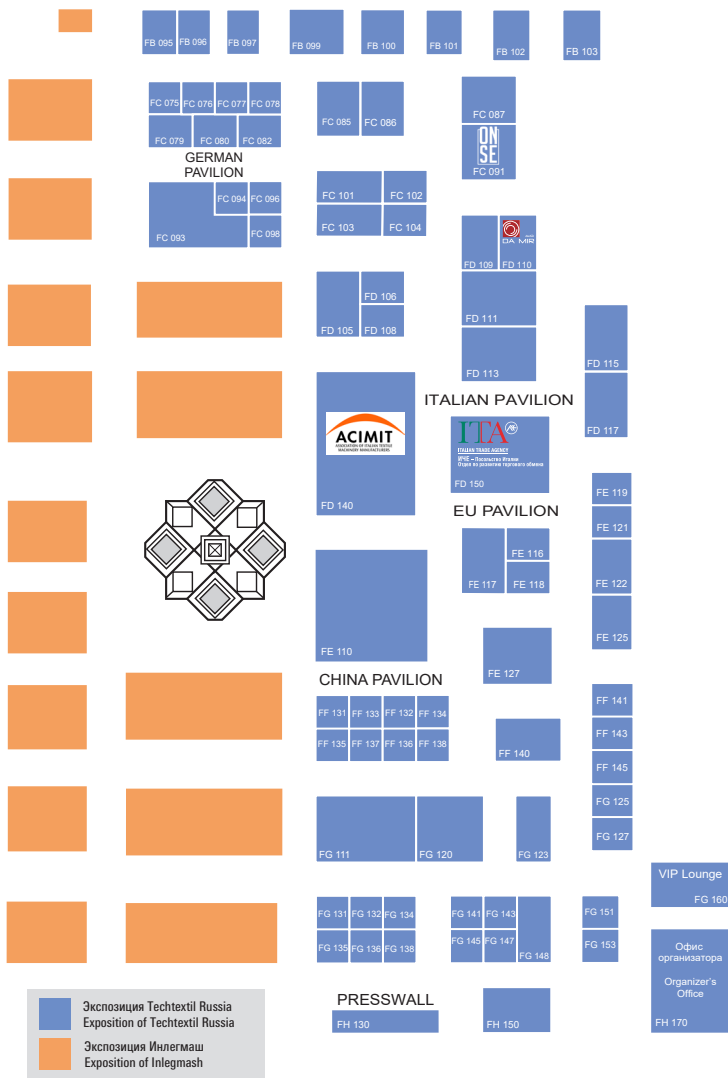 FB 095 FB 096 FB 097 FB 099 FB 100 FB 101 FB 102 FB 103
FC 075 FC 076 FC 077 FC 078
FC 079 FC 080 FC 082
FC 085 FC 086
FC 087
ON
SE
FC 091
GERMAN
PAVILION
FC 094 FC 096
FC 093 FC 098
FC 101 FC 102
FC 103 FC 104
DA MIR
FD 109 FD 110
FD 106
FD 105 FD 108
FD 111
FD 113
FD 115
FD 117
ITALIAN PAVILION
ACIMIT
ASSOCIATION OF ITALIAN TEXTILE
MACHINERY MANUFACTURERS
FD 140
ITA
ITALIAN TRADE AGENCY
ИЧЕ – Посольство Италии
Отдел по развитию торгового обмена
FD 150
EU PAVILION
FE 116
FE 117 FE 118
FE 119
FE 121
FE 122
FE 125
FE 110
FE 127
CHINA PAVILION
FF 131 FF 133 FF 132 FF 134
FF 135 FF 137 FF 136 FF 138
FF 140
FF 141
FF 143
FF 145
FG 125
FG 127
FG 111 FG 120 FG 123
VIP Lounge
FG 160
FG 131 FG 132 FG 134
FG 135 FG 136 FG 138
FG 141 FG 143
FG 145 FG 147 FG 148
FG 151
FG 153
Офис
организатора
Organizer's
Office
FH 170
PRESSWALL
FH 130
FH 150
Экспозиция Techtextil Russia
Exposition of Techtextil Russia
Экспозиция Инлегмаш
Exposition of Inlegmash